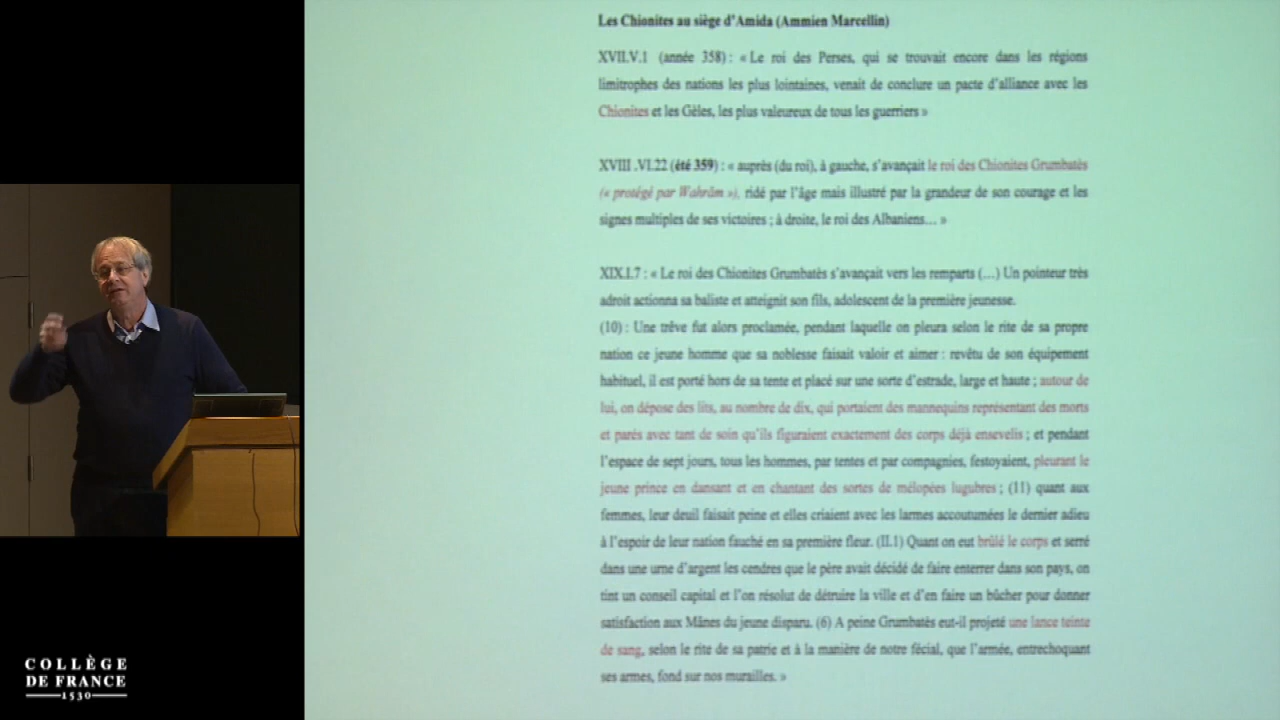 Les Chionites au siège d'Amida (Ammien Marcellin)
XVII.V.1 (année 358) : « Le roi des Perses, qui se trouvait encore dans les régions
limitrophes des nations les plus lointaines, venait de conclure un pacte d'alliance avec les
Chionites et les Gèles, les plus valeureux de tous les guerriers »
XVIII .VI.22 (été 359) : « auprès (du roi), à gauche, s'avançait le roi des Chionites Grumbatès
(« protégé par Wahrām »), ridé par l'âge mais illustré par la grandeur de son courage et les
signes multiples de ses victoires ; à droite, le roi des Albaniens... »
XIX.I.7 : « Le roi des Chionites Grumbatès s'avançait vers les remparts (...) Un pointeur très
adroit actionna sa baliste et atteignit son fils, adolescent de la première jeunesse.
(10) : Une trêve fut alors proclamée, pendant laquelle on pleura selon le rite de sa propre
nation ce jeune homme que sa noblesse faisait valoir et aimer : revêtu de son équipement
habituel, il est porté hors de sa tente et placé sur une sorte d'estrade, large et haute ; autour de
lui, on dépose des lits, au nombre de dix, qui portaient des mannequins représentant des morts
et parés avec tant de soin qu'ils figuraient exactement des corps déjà ensevelis ; et pendant
l'espace de sept jours, tous les hommes, par tentes et par compagnies, festoyaient, pleurant le
jeune prince en dansant et en chantant des sortes de mélopées lugubres ; (11) quant aux
femmes, leur deuil faisait peine et elles criaient avec les larmes accoutumées le dernier adieu
à l'espoir de leur nation fauché en sa première fleur. (II.1) Quant on eut brûlé le corps et serré
dans une urne d'argent les cendres que le père avait décidé de faire enterrer dans son pays, on
tint un conseil capital et l'on résolut de détruire la ville et d'en faire un bûcher pour donner
satisfaction aux Mânes du jeune disparu. (6) A peine Grumbatès eut-il projeté une lance teinte
de sang, selon le rite de sa patrie et à la manière de notre fécial, que l'armée, entrechoquant
ses armes, fond sur nos murailles. »
COLLÈGE
DE FRANCE
1530